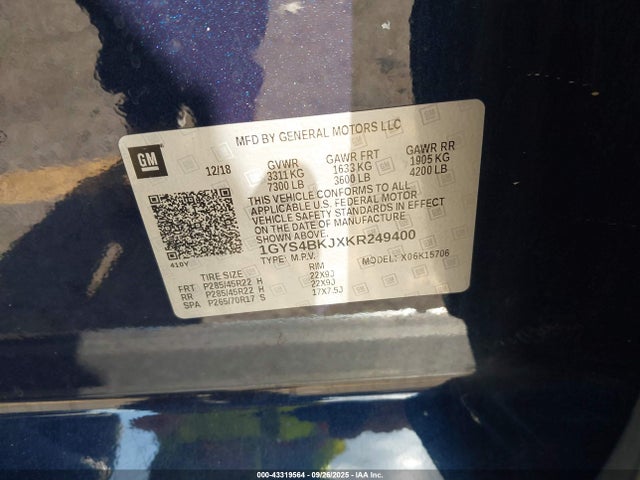 MFD BY GENERAL MOTORS LLC
GM
12/18 GVWR GAWR FRT GAWR RR
3311 KG 1633 KG 1905 KG
7300 LB 3600 LB 4200 LB
THIS VEHICLE CONFORMS TO ALL
APPLICABLE U.S. FEDERAL MOTOR
VEHICLE SAFETY STANDARDS IN EFFECT
ON THE DATE OF MANUFACTURE.
1GYS4BKJXKR249400
410Y
TYPE: M.P.V. MODEL: X06K15706
TIRE SIZE RIM
FRT P285/45R22 H 22X9J
RR P285/45R22 H 22X9J
SPA P265/70R17 S 17X7.5J
000-43319564 | 09/26/2025 - IAA Inc.